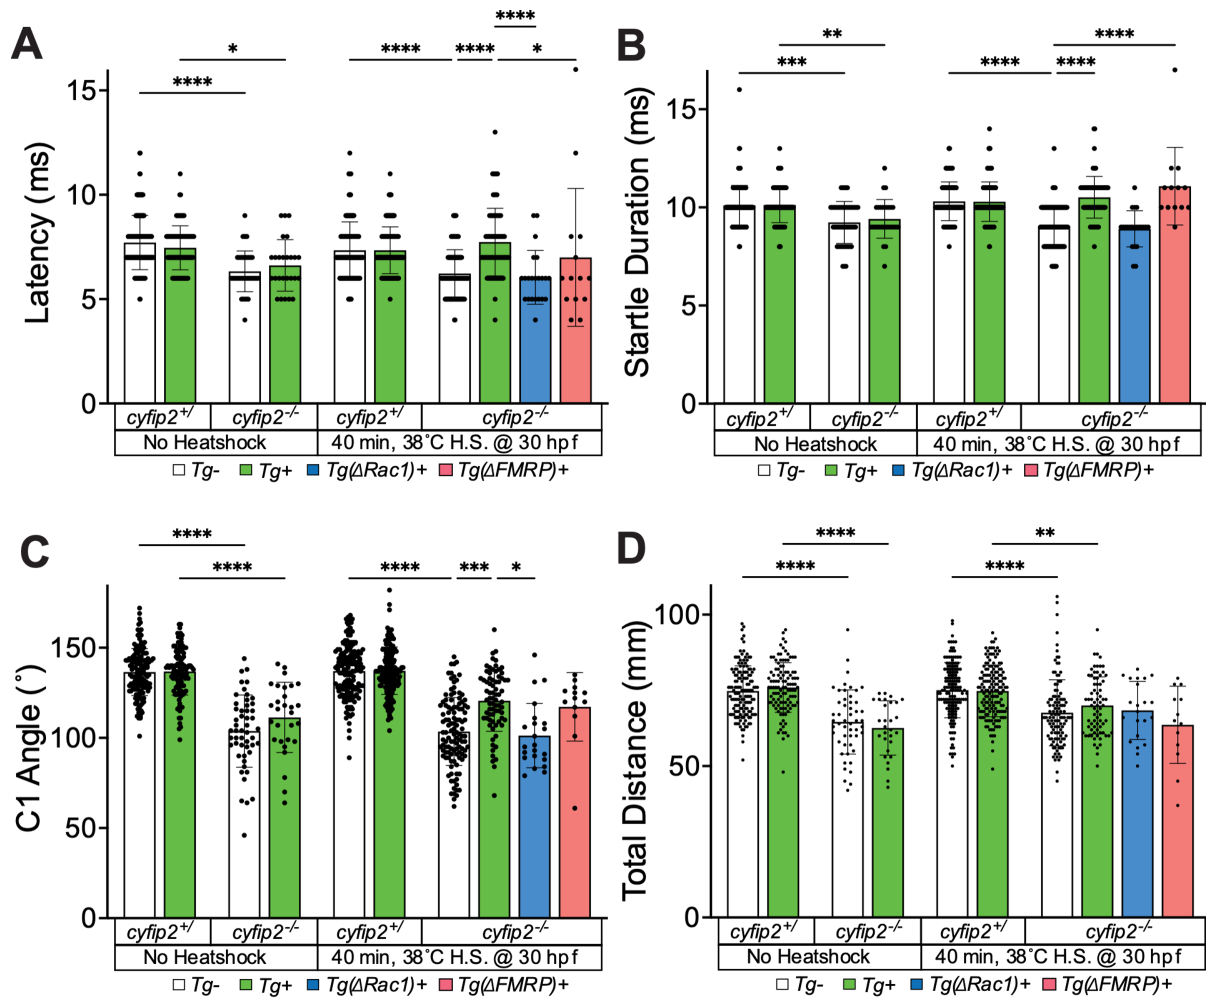 A
****
*
****
****
****
*
****
Latency (ms)
15
10
5
0
cyfip2+/
cyfip2-/-
cyfip2+/
cyfip2-/-
No Heatshock
40 min, 38˚C H.S. @ 30 hpf
Tg- Tg+ Tg(ΔRac1)+ Tg(ΔFMRP)+
B
**
****
***
****
****
Startle Duration (ms)
15
10
5
0
cyfip2+/
cyfip2-/-
cyfip2+/
cyfip2-/-
No Heatshock
40 min, 38˚C H.S. @ 30 hpf
Tg- Tg+ Tg(ΔRac1)+ Tg(ΔFMRP)+
C
****
****
****
***
*
C1 Angle (˚)
150
100
50
0
cyfip2+/
cyfip2-/-
cyfip2+/
cyfip2-/-
No Heatshock
40 min, 38˚C H.S. @ 30 hpf
Tg- Tg+ Tg(ΔRac1)+ Tg(ΔFMRP)+
D
****
**
****
****
Total Distance (mm)
100
50
0
cyfip2+/
cyfip2-/-
cyfip2+/
cyfip2-/-
No Heatshock
40 min, 38˚C H.S. @ 30 hpf
Tg- Tg+ Tg(ΔRac1)+ Tg(ΔFMRP)+